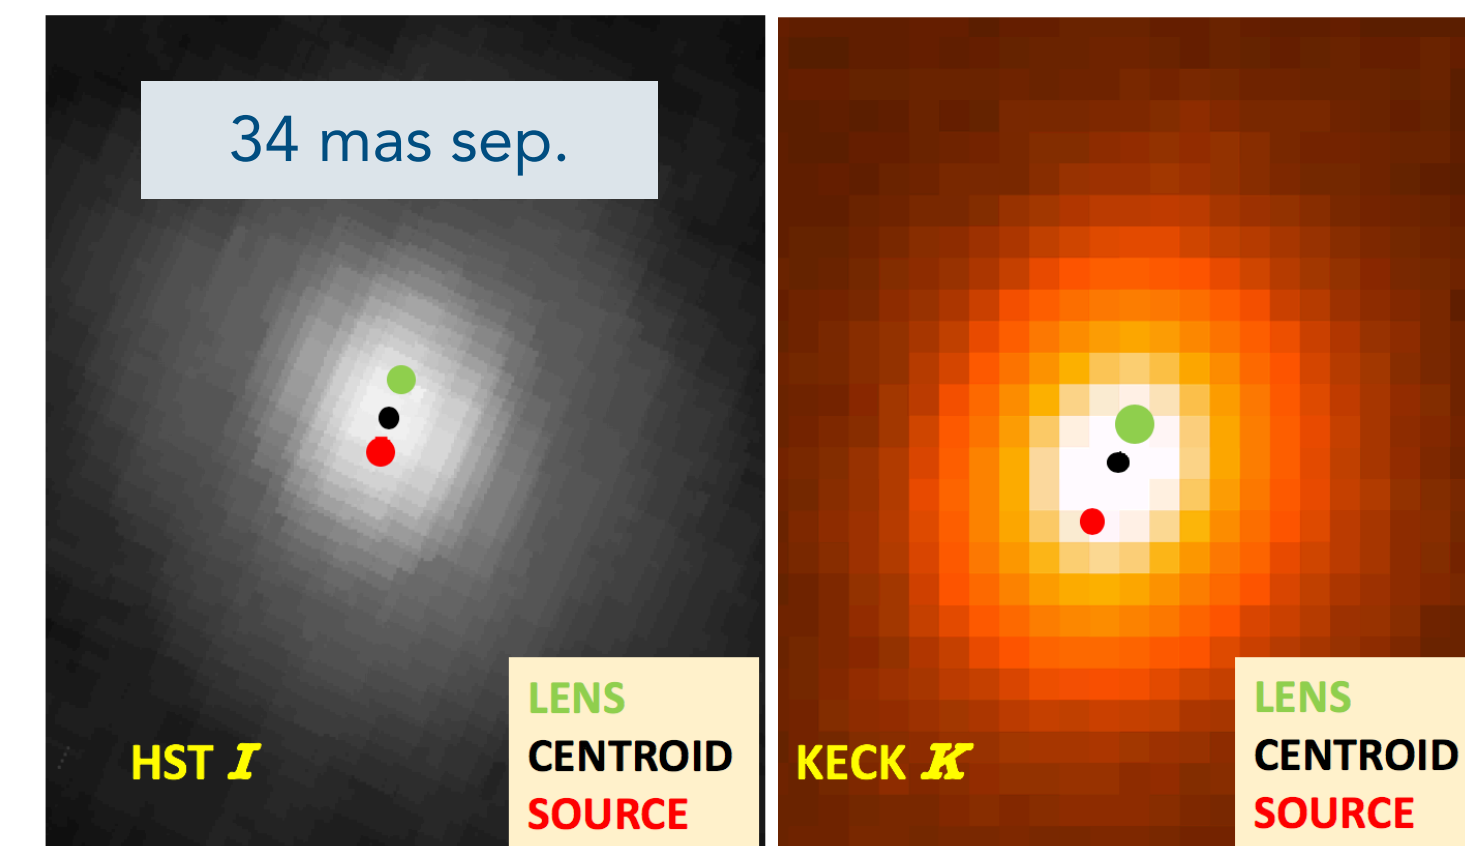 34 mas sep.
LENS
CENTROID
SOURCE
HST I
LENS
CENTROID
SOURCE
KECK K